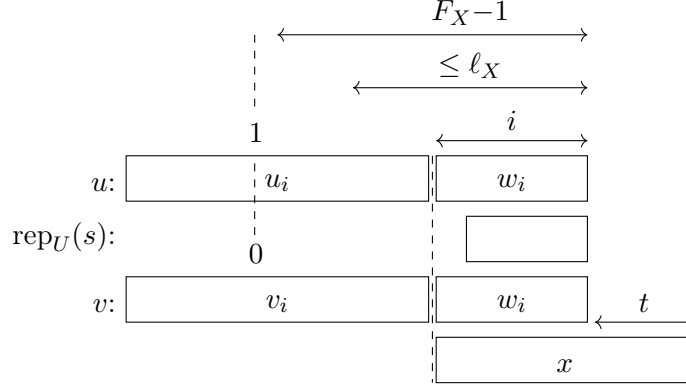 F_X−1
≤ ℓ_X
1
i
u: u_i w_i
rep_U(s):
0
v: v_i w_i
t
x